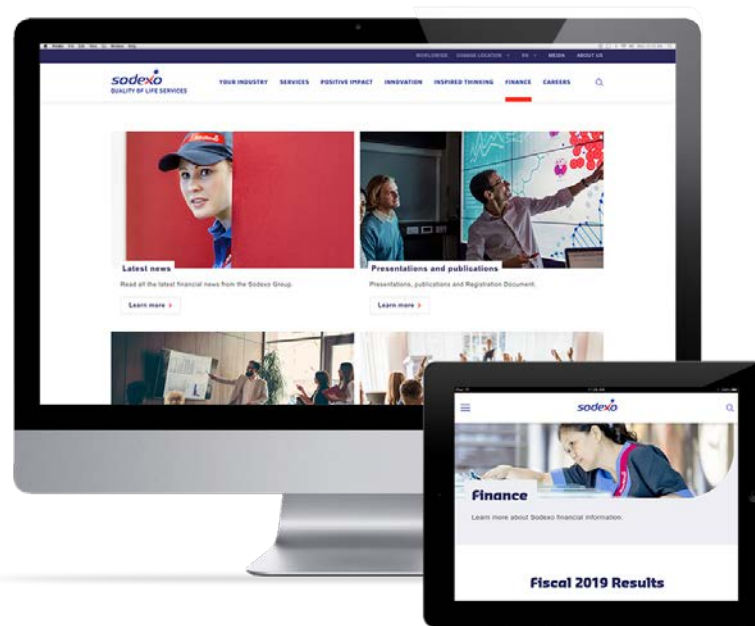 WORLDWIDE CHANGE LOCATION EN MEDIA ABOUT US
sodexo
QUALITY OF LIFE SERVICES
YOUR INDUSTRY SERVICES POSITIVE IMPACT INNOVATION INSPIRED THINKING FINANCE CAREERS
Latest news
Read all the latest financial news from the Sodexo Group.
Learn more >
Presentations and publications
Presentations, publications and Registration Document.
Learn more >
sodexo
Finance
Learn more about Sodexo financial information.
Fiscal 2019 Results